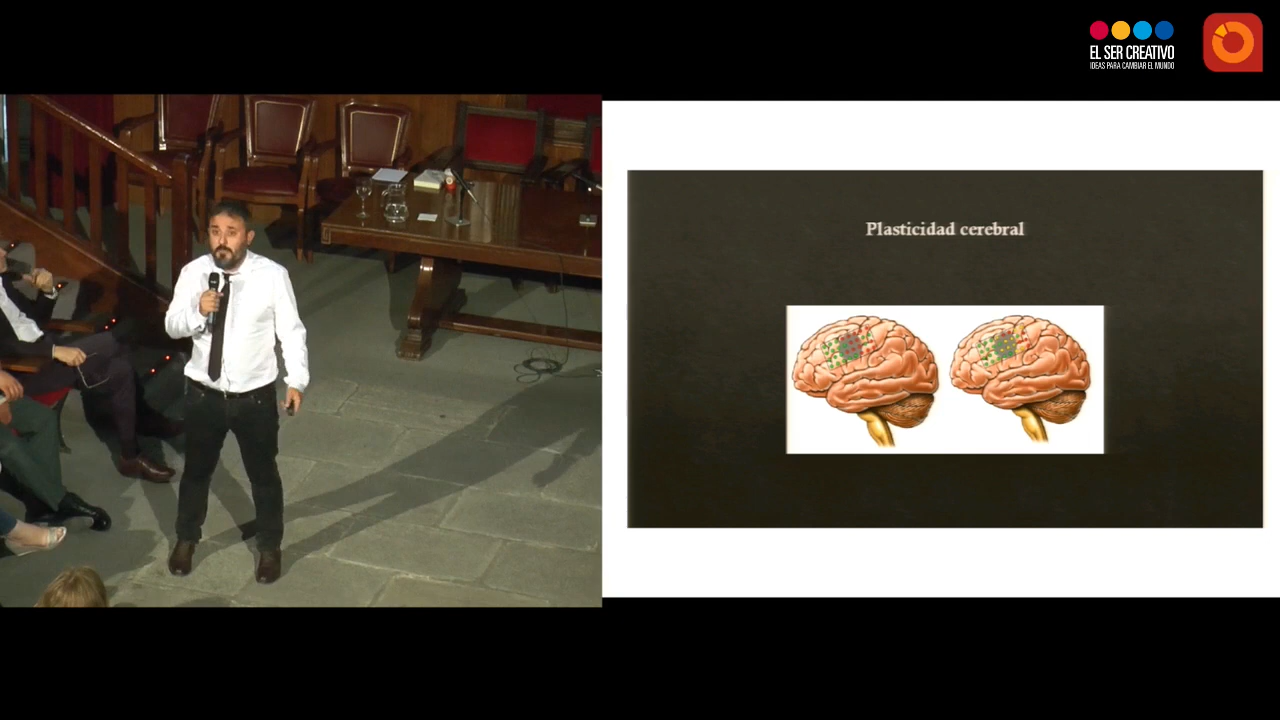 EL SER CREATIVO
IDEAS PARA CAMBIAR EL MUNDO
Plasticidad cerebral